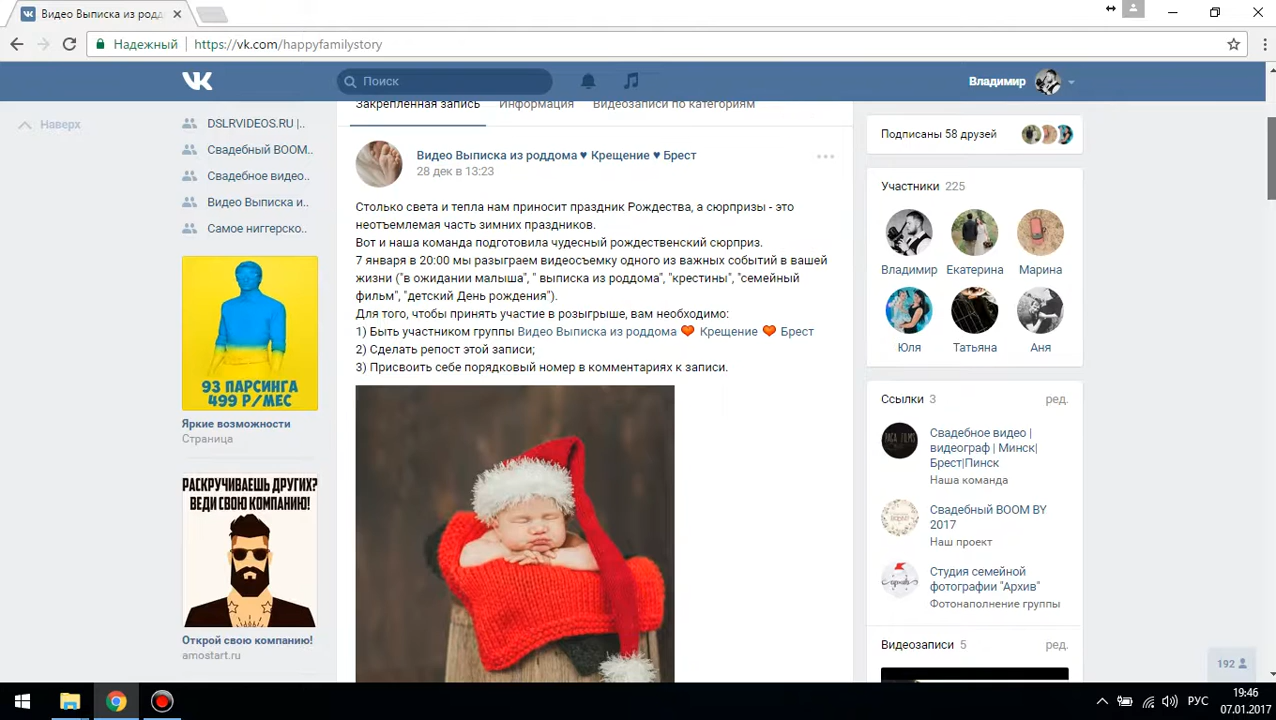 Видео Выписка из родд
Надежный
https://vk.com/happyfamilystory
Поиск
Владимир
Наверх
DSLRVIDEOS.RU |..
Свадебный BOOM..
Свадебное видео..
Видео Выписка и..
Самое ниггерско..
93 ПАРСИНГА
499 Р/МЕС
Яркие возможности
Страница
РАСКРУЧИВАЕШЬ ДРУГИХ?
ВЕДИ СВОЮ КОМПАНИЮ!
Открой свою компанию!
amostart.ru
Закрепленная запись
Информация
Видеозаписи по категориям
Видео Выписка из роддома ♥ Крещение ♥ Брест
28 дек в 13:23
Столько света и тепла нам приносит праздник Рождества, а сюрпризы - это
неотъемлемая часть зимних праздников.
Вот и наша команда подготовила чудесный рождественский сюрприз.
7 января в 20:00 мы разыграем видеосъемку одного из важных событий в вашей
жизни ("в ожидании малыша", " выписка из роддома", "крестины", "семейный
фильм", "детский День рождения").
Для того, чтобы принять участие в розыгрыше, вам необходимо:
1) Быть участником группы Видео Выписка из роддома 🧡 Крещение 🧡 Брест
2) Сделать репост этой записи;
3) Присвоить себе порядковый номер в комментариях к записи.
Подписаны 58 друзей
Участники 225
Владимир
Екатерина
Марина
Юля
Татьяна
Аня
Ссылки 3
ред.
Свадебное видео |
видеограф | Минск|
Брест|Пинск
Наша команда
Свадебный BOOM BY
2017
Наш проект
Студия семейной
фотографии "Архив"
Фотонаполнение группы
Видеозаписи 5
ред.
192
РУС
19:46
07.01.2017